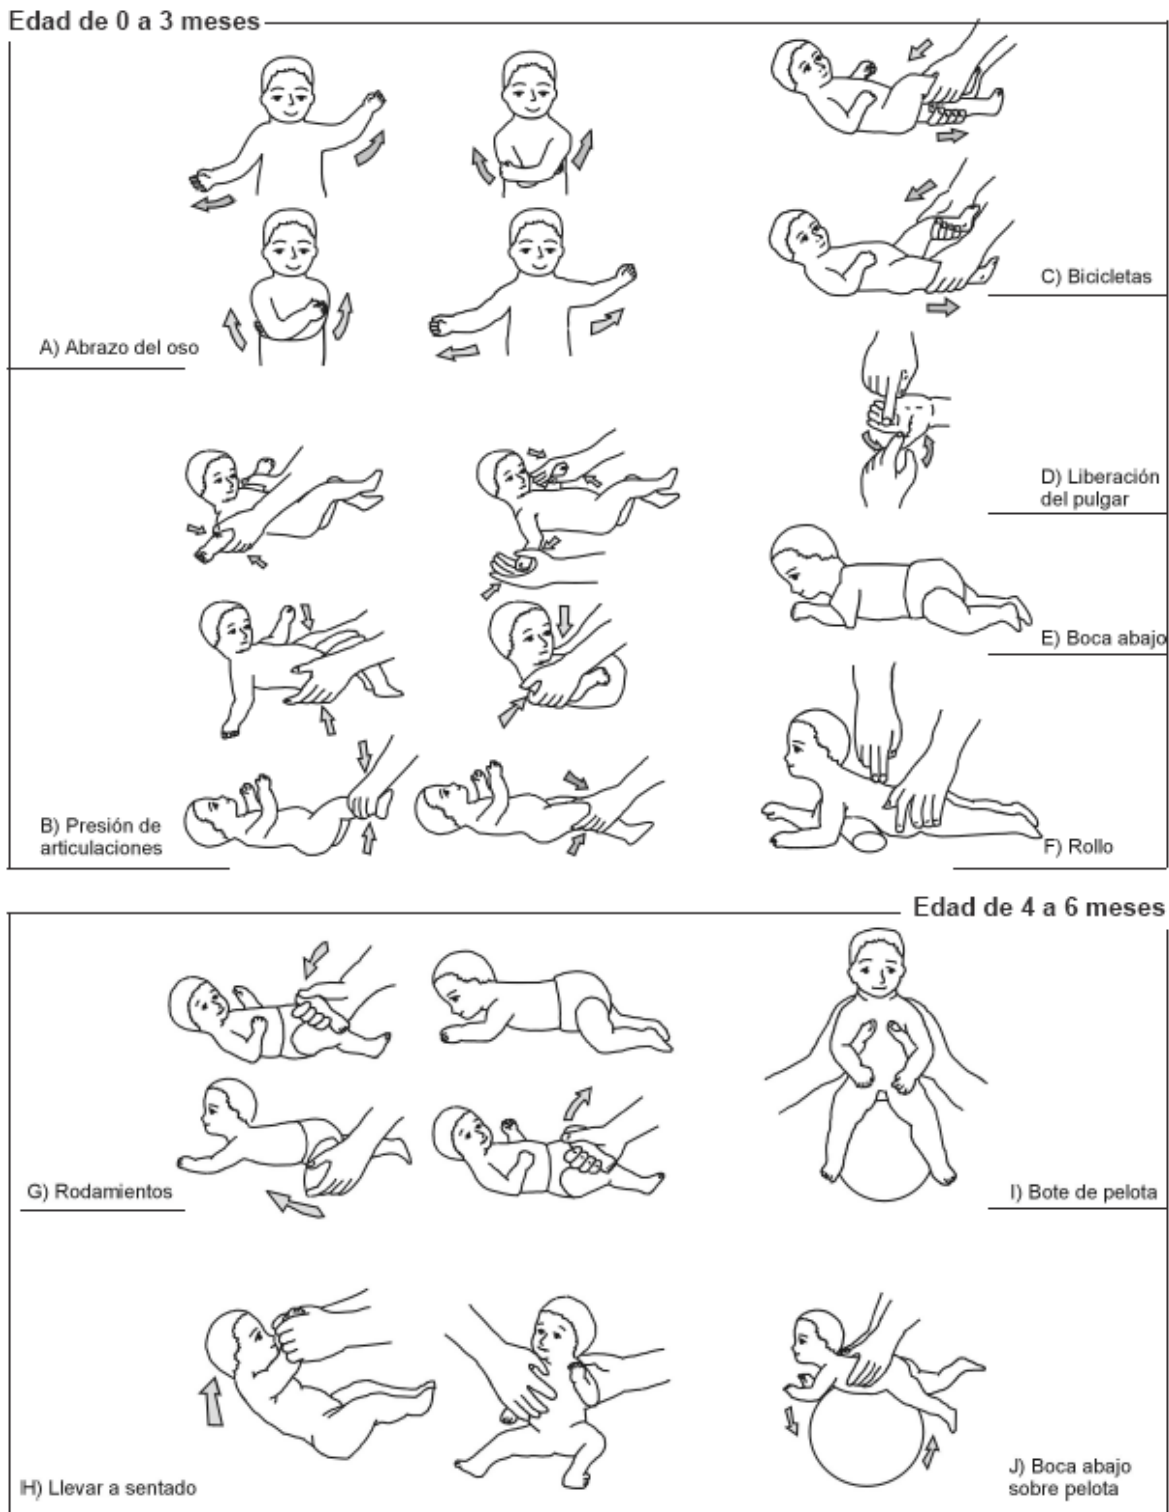 Edad de 0 a 3 meses
A) Abrazo del oso
B) Presión de
articulaciones
C) Bicicletas
D) Liberación
del pulgar
E) Boca abajo
F) Rollo
Edad de 4 a 6 meses
G) Rodamientos
H) Llevar a sentado
I) Bote de pelota
J) Boca abajo
sobre pelota